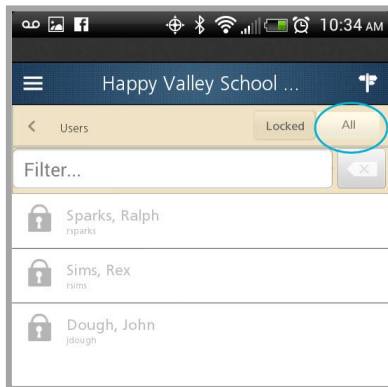 10:34 AM
Happy Valley School ...
Users Locked All
Filter...
Sparks, Ralph
rsparks
Sims, Rex
rsims
Dough, John
jdough